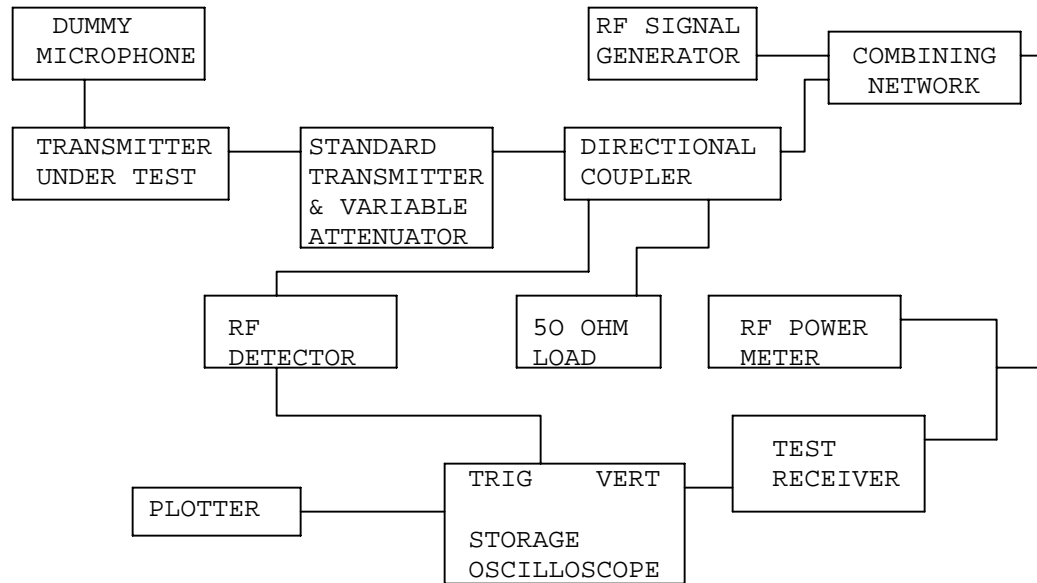 DUMMY
MICROPHONE
RF SIGNAL
GENERATOR
COMBINING
NETWORK
TRANSMITTER
UNDER TEST
STANDARD
TRANSMITTER
& VARIABLE
ATTENUATOR
DIRECTIONAL
COUPLER
RF
DETECTOR
50 OHM
LOAD
RF POWER
METER
TEST
RECEIVER
PLOTTER
TRIG VERT
STORAGE
OSCILLOSCOPE